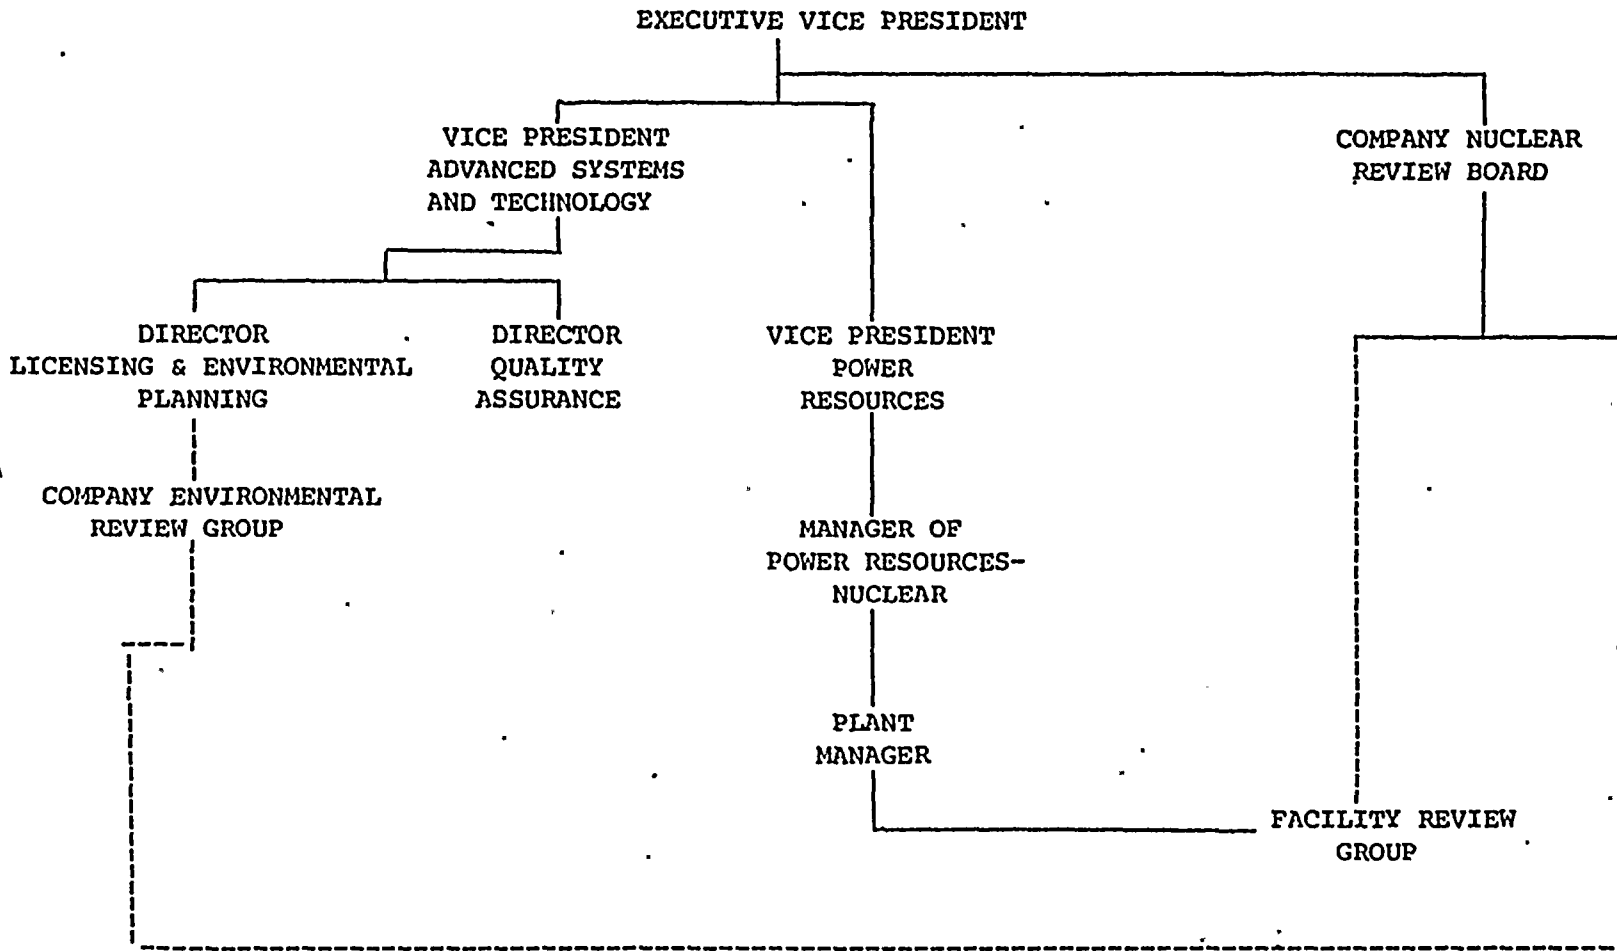 EXECUTIVE VICE PRESIDENT
VICE PRESIDENT
ADVANCED SYSTEMS
AND TECHNOLOGY
COMPANY NUCLEAR
REVIEW BOARD
DIRECTOR
LICENSING & ENVIRONMENTAL
PLANNING
DIRECTOR
QUALITY
ASSURANCE
VICE PRESIDENT
POWER
RESOURCES
COMPANY ENVIRONMENTAL
REVIEW GROUP
MANAGER OF
POWER RESOURCES-
NUCLEAR
PLANT
MANAGER
FACILITY REVIEW
GROUP